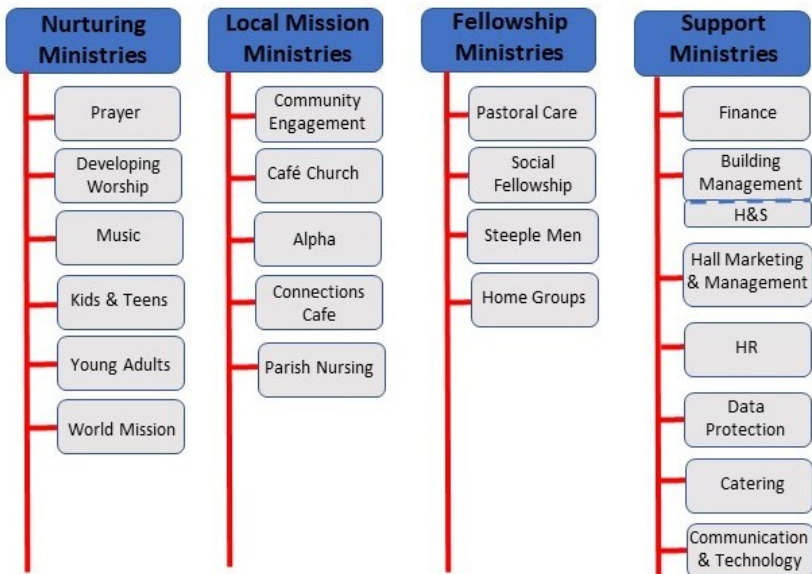 Nurturing
Ministries
Prayer
Developing
Worship
Music
Kids & Teens
Young Adults
World Mission
Local Mission
Ministries
Community
Engagement
Café Church
Alpha
Connections
Cafe
Parish Nursing
Fellowship
Ministries
Pastoral Care
Social
Fellowship
Steeple Men
Home Groups
Support
Ministries
Finance
Building
Management
H&S
Hall Marketing
& Management
HR
Data
Protection
Catering
Communication
& Technology